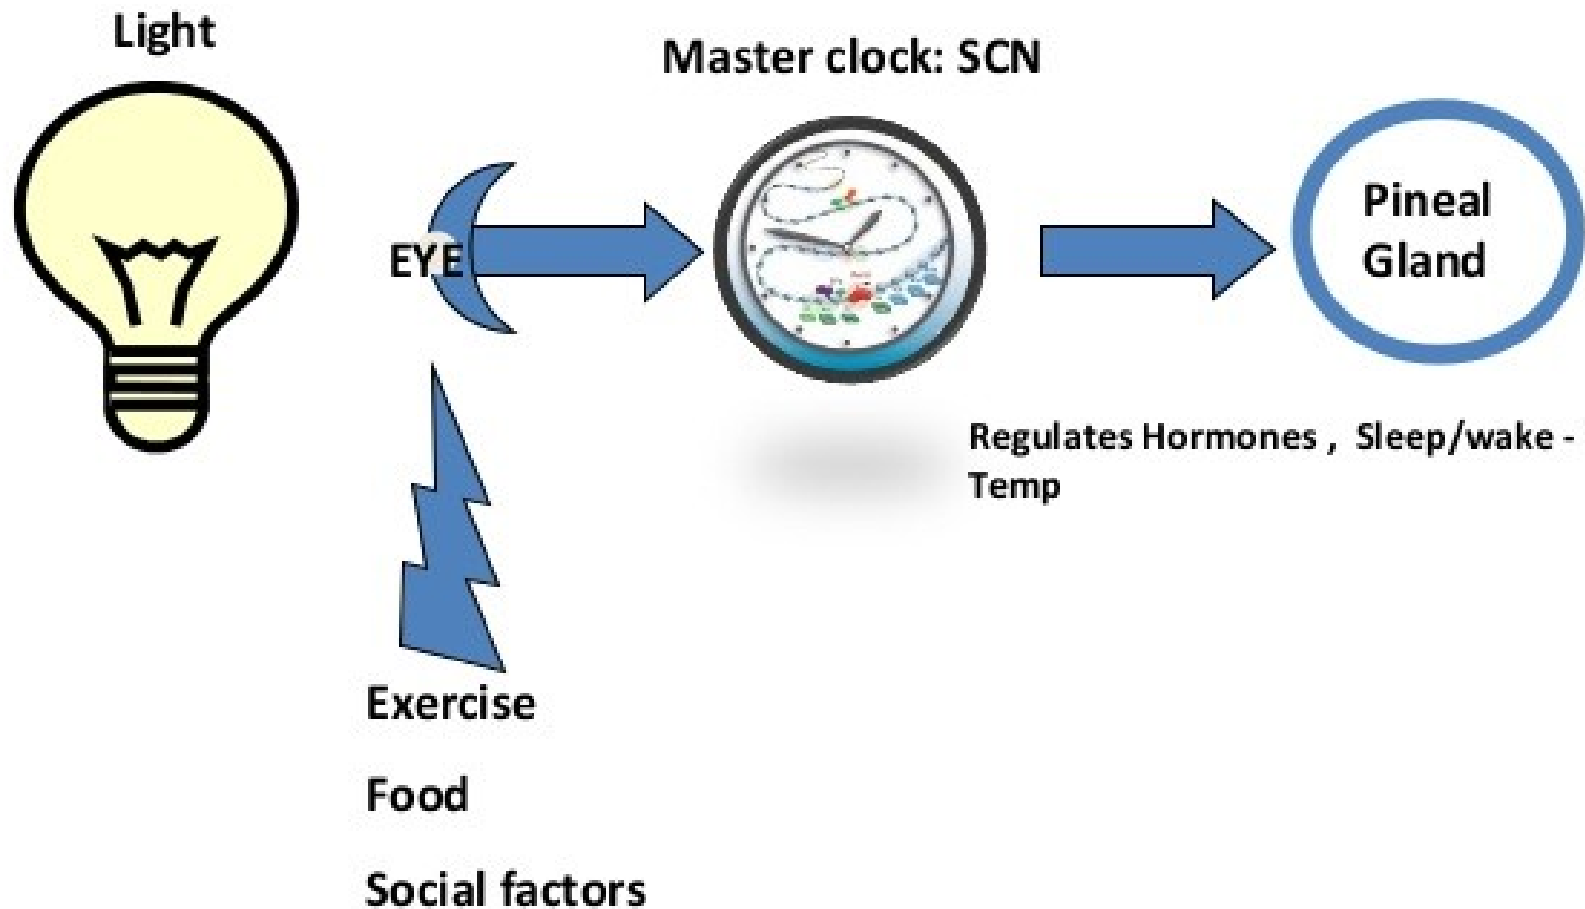 Light
Master clock: SCN
EYE
Pineal
Gland
Regulates Hormones , Sleep/wake -
Temp
Exercise
Food
Social factors